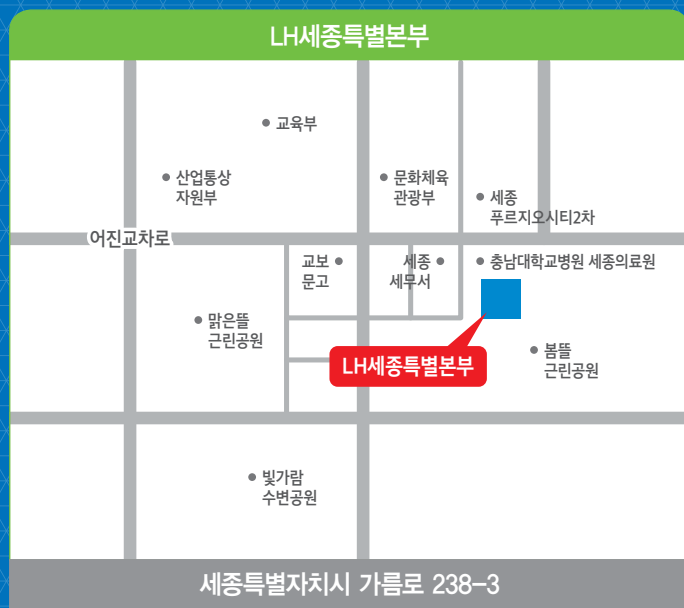 LH세종특별본부
교육부
산업통상
자원부
문화체육
관광부
세종
푸르지오시티2차
어진교차로
교보
문고
세종
세무서
충남대학교병원 세종의료원
맑은뜰
근린공원
LH세종특별본부
봄뜰
근린공원
빛가람
수변공원
세종특별자치시 가름로 238-3